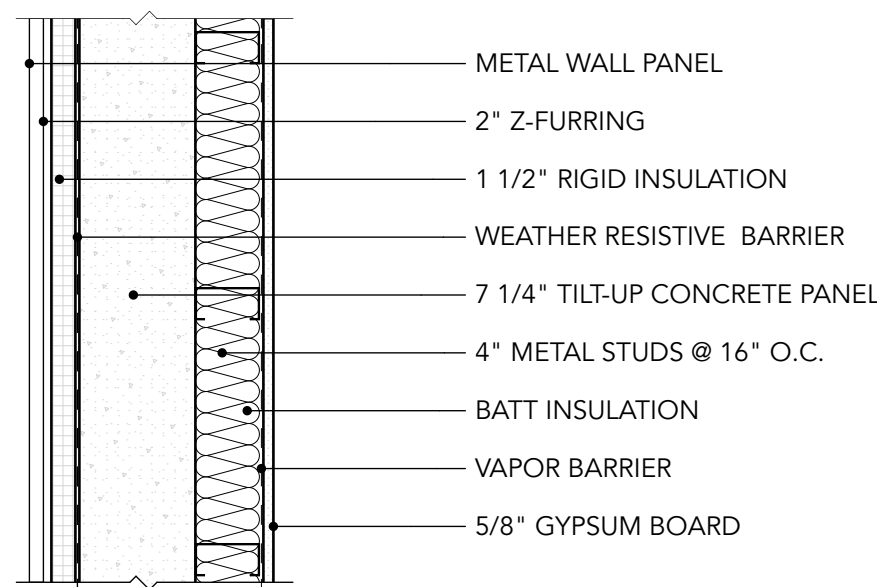 METAL WALL PANEL
2" Z-FURRING
1 1/2" RIGID INSULATION
WEATHER RESISTIVE  BARRIER
7 1/4" TILT-UP CONCRETE PANEL
4" METAL STUDS @ 16" O.C.
BATT INSULATION
VAPOR BARRIER
5/8" GYPSUM BOARD